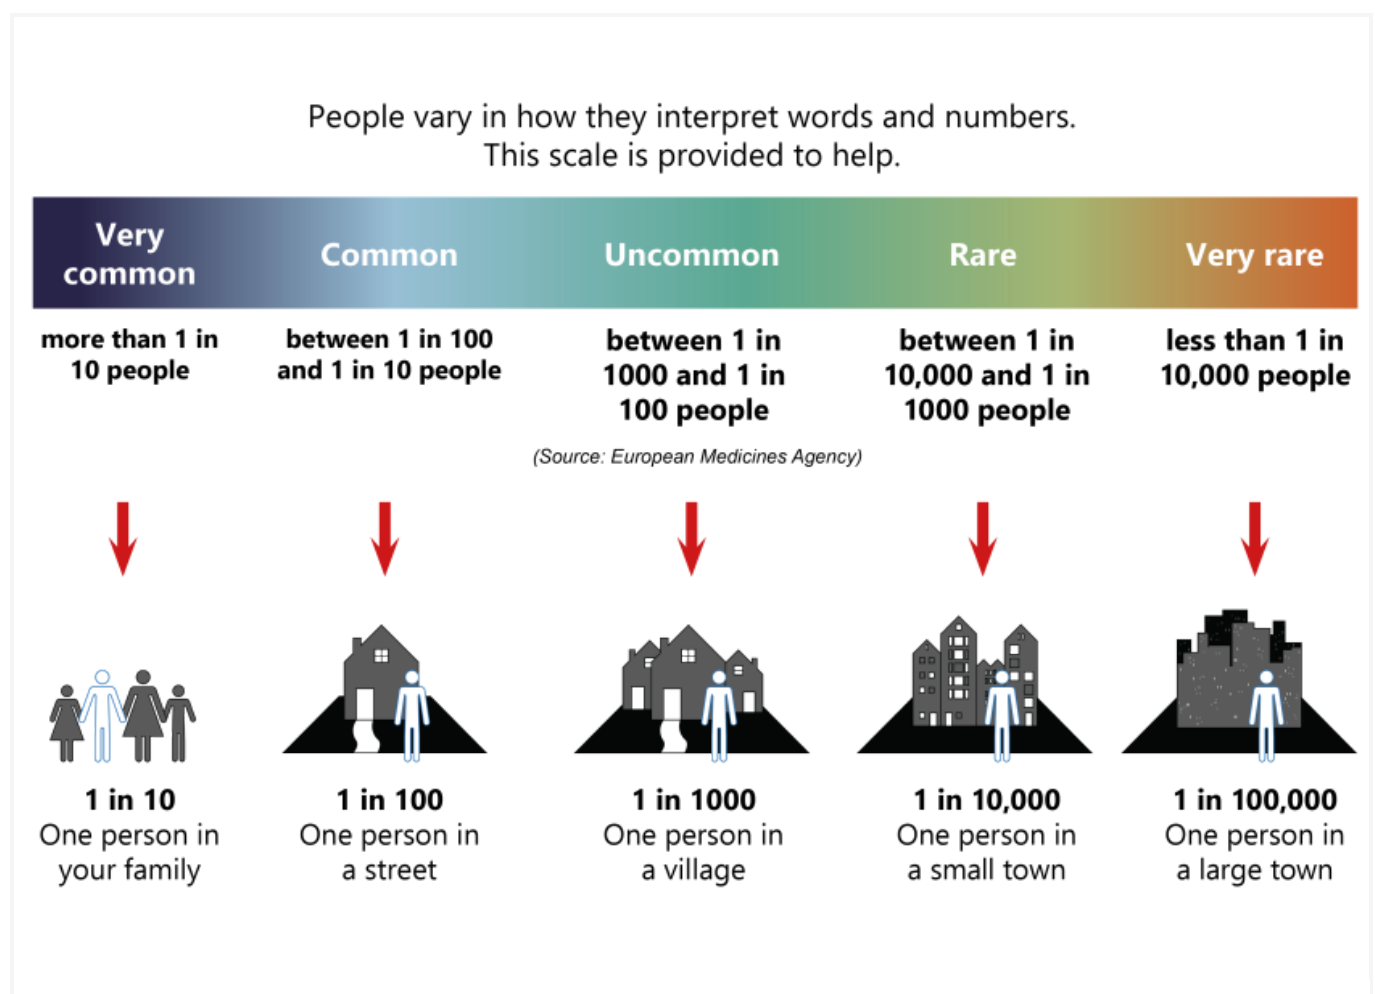 People vary in how they interpret words and numbers.
This scale is provided to help.
Very
common
Common
Uncommon
Rare
Very rare
more than 1 in
10 people
between 1 in 100
and 1 in 10 people
between 1 in
1000 and 1 in
100 people
between 1 in
10,000 and 1 in
1000 people
less than 1 in
10,000 people
(Source: European Medicines Agency)
1 in 10
One person in
your family
1 in 100
One person in
a street
1 in 1000
One person in
a village
1 in 10,000
One person in
a small town
1 in 100,000
One person in
a large town